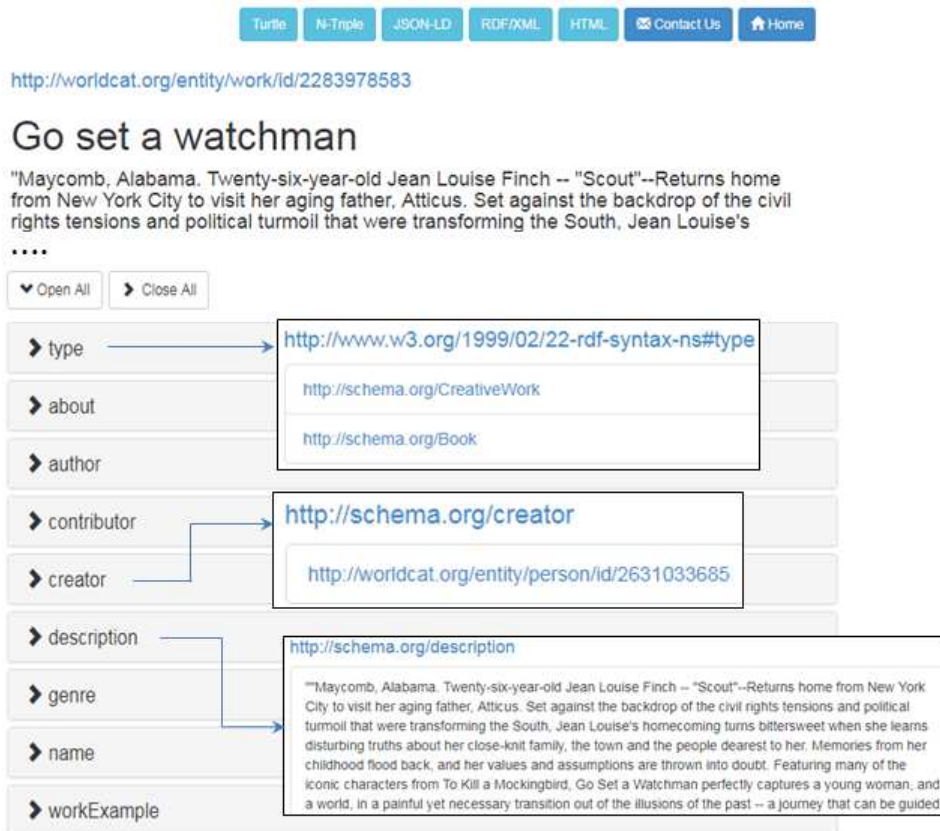 Turtle N-Triple JSON-LD RDF/XML HTML Contact Us Home
http://worldcat.org/entity/work/id/2283978583
Go set a watchman
"Maycomb, Alabama. Twenty-six-year-old Jean Louise Finch -- "Scout"--Returns home
from New York City to visit her aging father, Atticus. Set against the backdrop of the civil
rights tensions and political turmoil that were transforming the South, Jean Louise's
....
Open All Close All
type
http://www.w3.org/1999/02/22-rdf-syntax-ns#type
http://schema.org/CreativeWork
http://schema.org/Book
about
author
contributor
creator
http://schema.org/creator
http://worldcat.org/entity/person/id/2631033685
description
http://schema.org/description
""Maycomb, Alabama. Twenty-six-year-old Jean Louise Finch -- "Scout"--Returns home from New York
City to visit her aging father, Atticus. Set against the backdrop of the civil rights tensions and political
turmoil that were transforming the South, Jean Louise's homecoming turns bittersweet when she learns
disturbing truths about her close-knit family, the town and the people dearest to her. Memories from her
childhood flood back, and her values and assumptions are thrown into doubt. Featuring many of the
iconic characters from To Kill a Mockingbird, Go Set a Watchman perfectly captures a young woman, and
a world, in a painful yet necessary transition out of the illusions of the past -- a journey that can be guided
genre
name
workExample